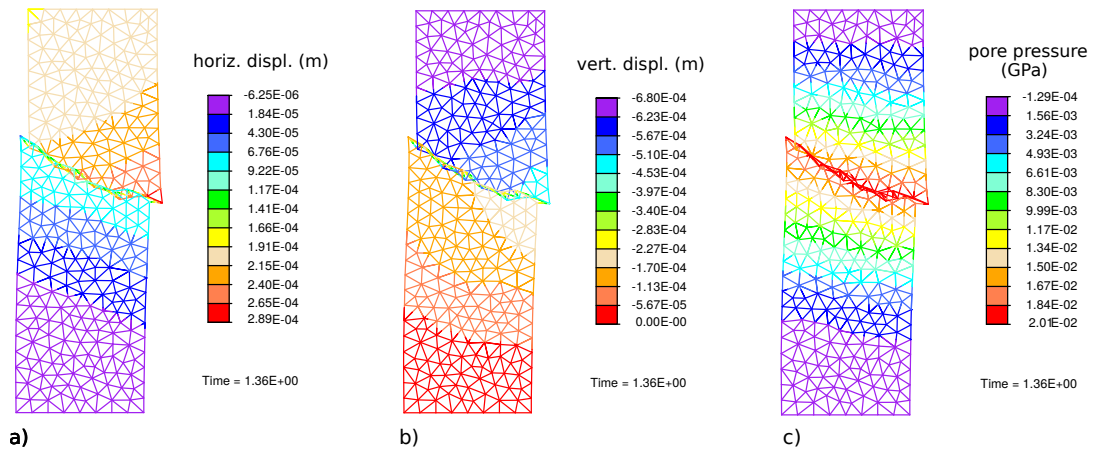 horiz. displ. (m)
-6.25E-06
1.84E-05
4.30E-05
6.76E-05
9.22E-05
1.17E-04
1.41E-04
1.66E-04
1.91E-04
2.15E-04
2.40E-04
2.65E-04
2.89E-04
Time = 1.36E+00
a)
vert. displ. (m)
-6.80E-04
-6.23E-04
-5.67E-04
-5.10E-04
-4.53E-04
-3.97E-04
-3.40E-04
-2.83E-04
-2.27E-04
-1.70E-04
-1.13E-04
-5.67E-05
0.00E+00
Time = 1.36E+00
b)
pore pressure
(GPa)
-1.29E-04
1.56E-03
3.24E-03
4.93E-03
6.61E-03
8.30E-03
9.99E-03
1.17E-02
1.34E-02
1.50E-02
1.67E-02
1.84E-02
2.01E-02
Time = 1.36E+00
c)